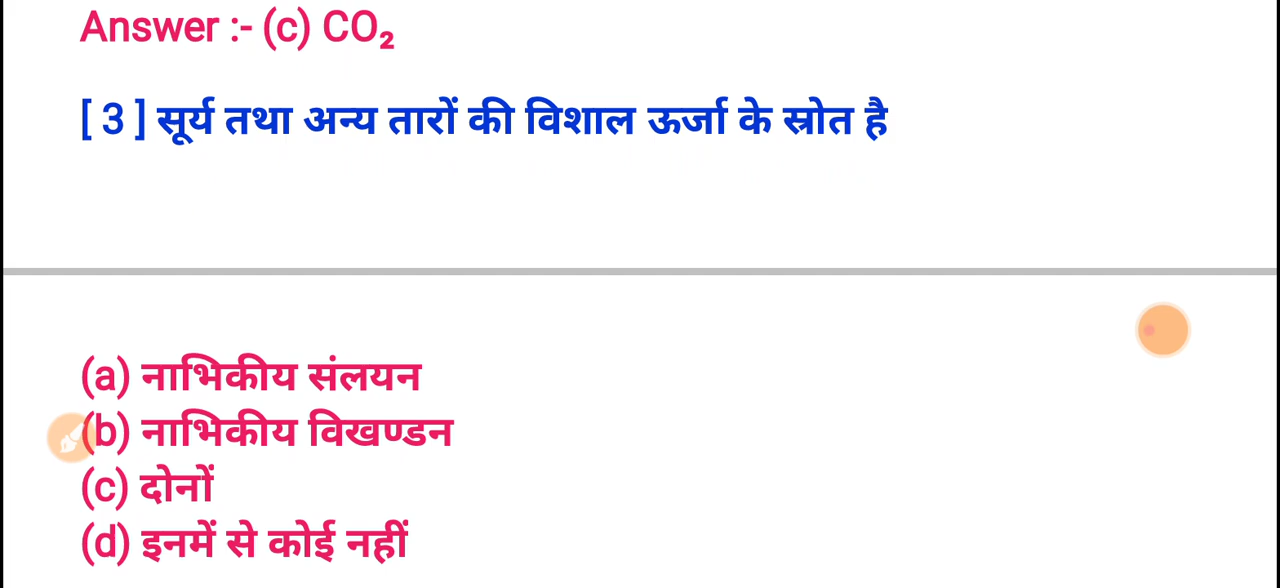 Answer :- (c) CO₂
[ 3 ] सूर्य तथा अन्य तारों की विशाल ऊर्जा के स्रोत है
(a) नाभिकीय संलयन
(b) नाभिकीय विखण्डन
(c) दोनों
(d) इनमें से कोई नहीं